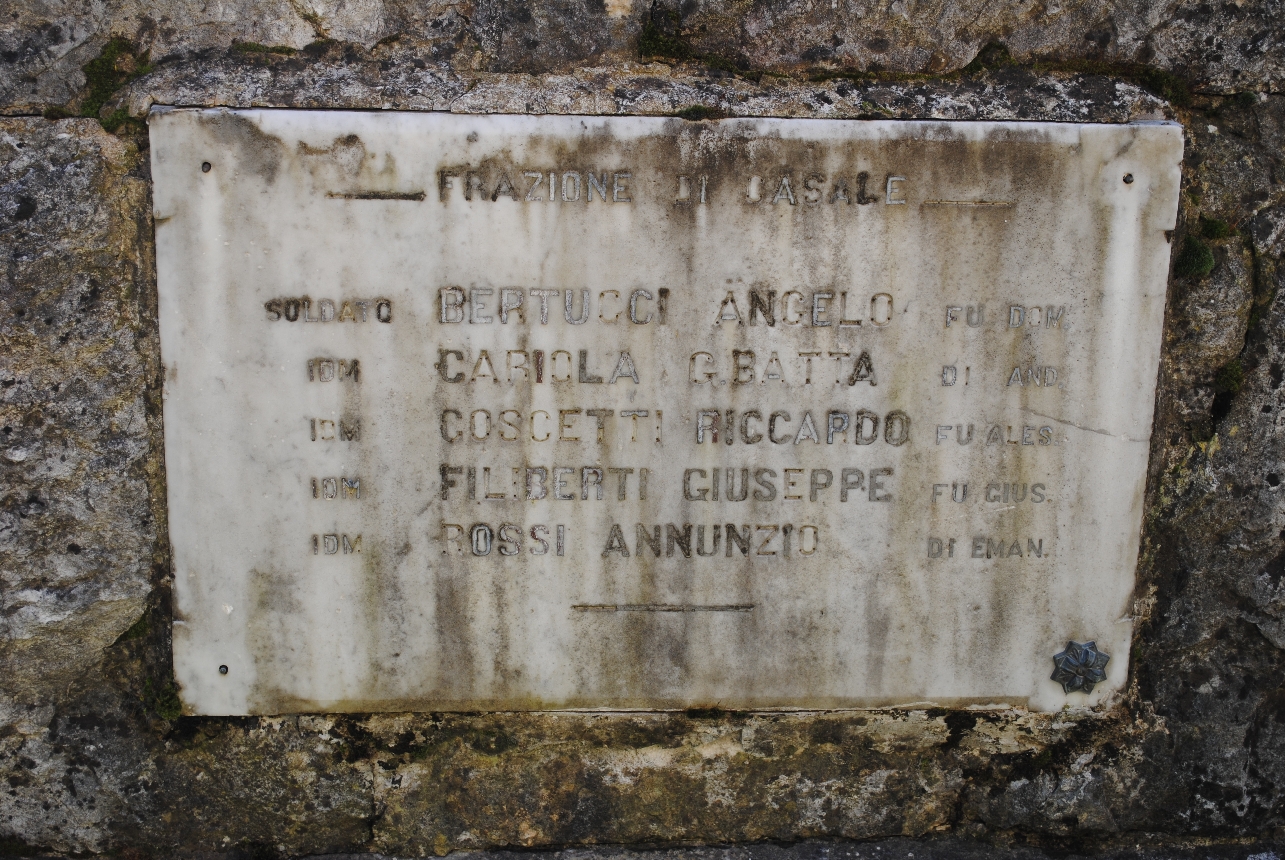 FRAZIONE DI CASALE
SOLDATO BERTUCCI ANGELO FU DOM.
IDM CARIOLA G.BATTA DI AND.
IDM COSCETTI RICCARDO FU ALES.
IDM FILIBERTI GIUSEPPE FU GIUS.
IDM ROSSI ANNUNZIO DI EMAN.